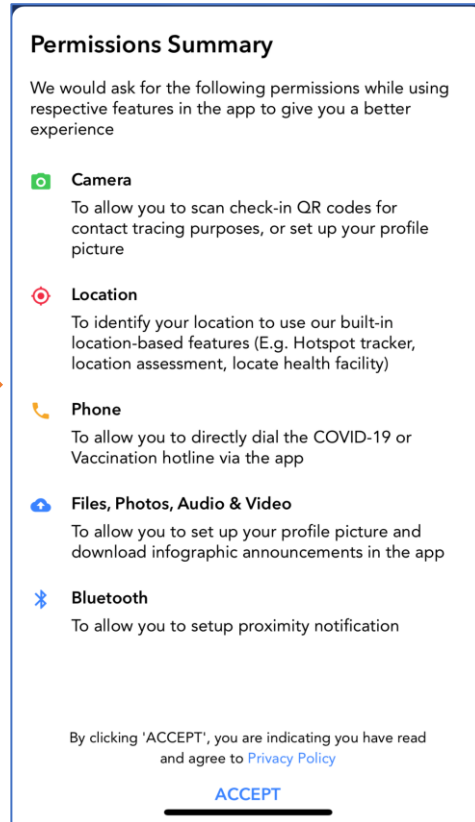 Permissions Summary
We would ask for the following permissions while using
respective features in the app to give you a better
experience
Camera
To allow you to scan check-in QR codes for
contact tracing purposes, or set up your profile
picture
Location
To identify your location to use our built-in
location-based features (E.g. Hotspot tracker,
location assessment, locate health facility)
Phone
To allow you to directly dial the COVID-19 or
Vaccination hotline via the app
Files, Photos, Audio & Video
To allow you to set up your profile picture and
download infographic announcements in the app
Bluetooth
To allow you to setup proximity notification
By clicking 'ACCEPT', you are indicating you have read
and agree to Privacy Policy
ACCEPT